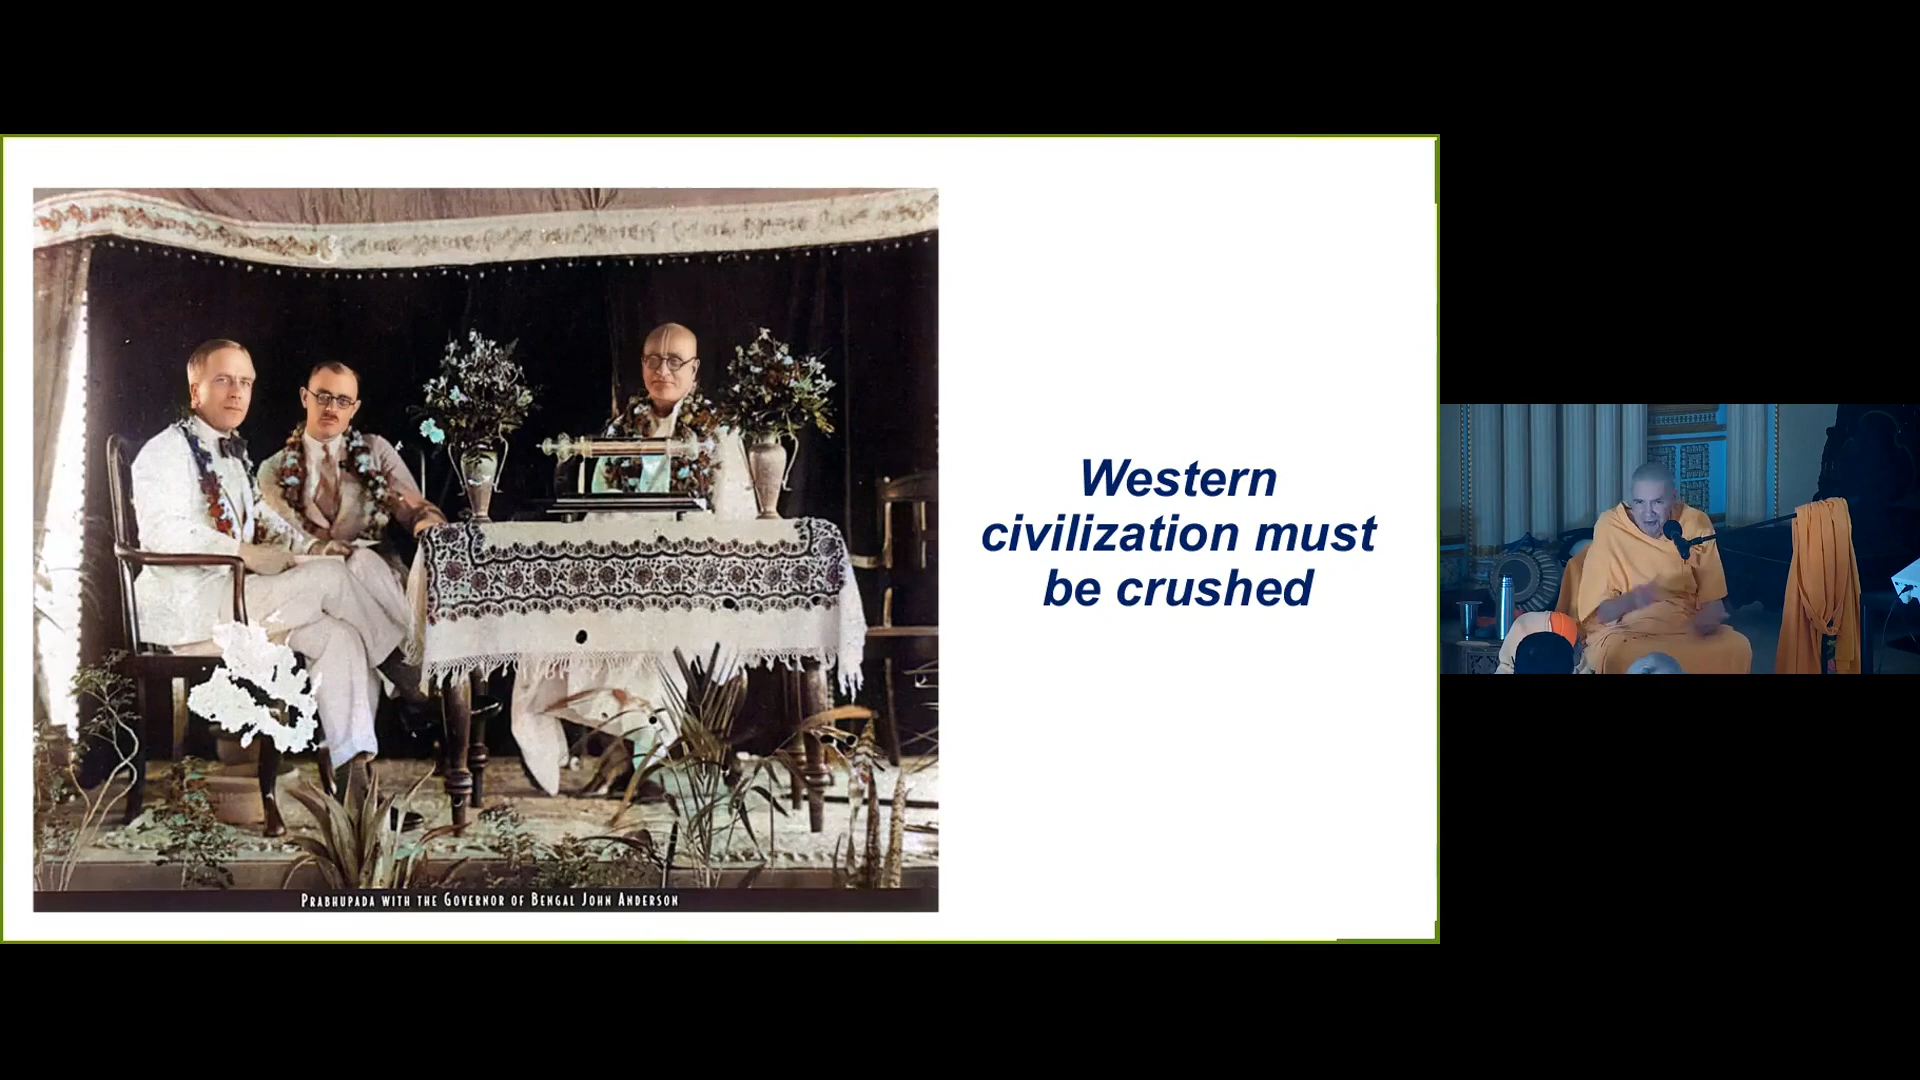 Western
civilization must
be crushed
Prabhupada with the Governor of Bengal John Anderson